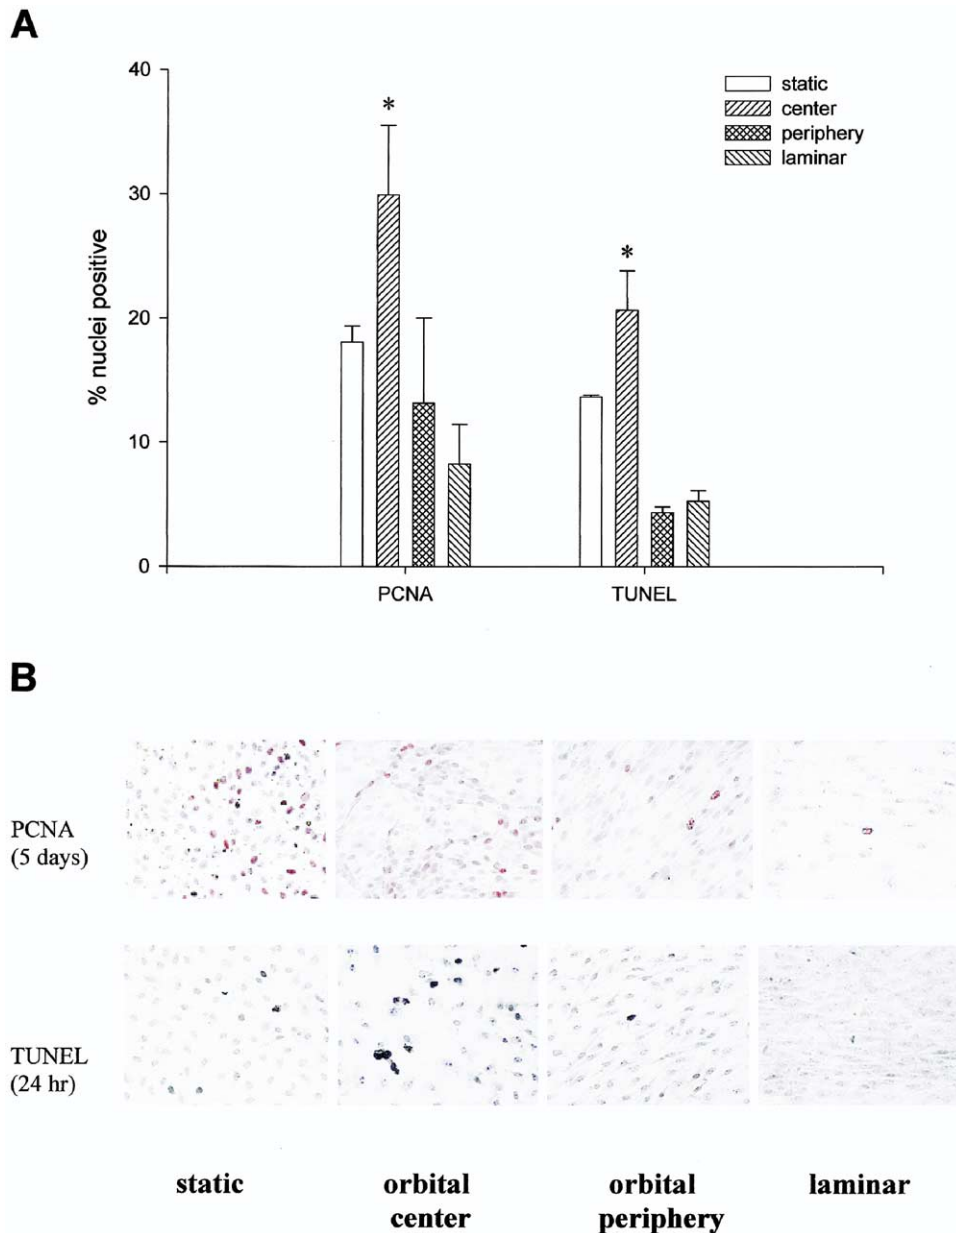 A
40
30
20
10
0
% nuclei positive
*
*
static
center
periphery
laminar
PCNA
TUNEL
B
PCNA
(5 days)
TUNEL
(24 hr)
static
orbital
center
orbital
periphery
laminar